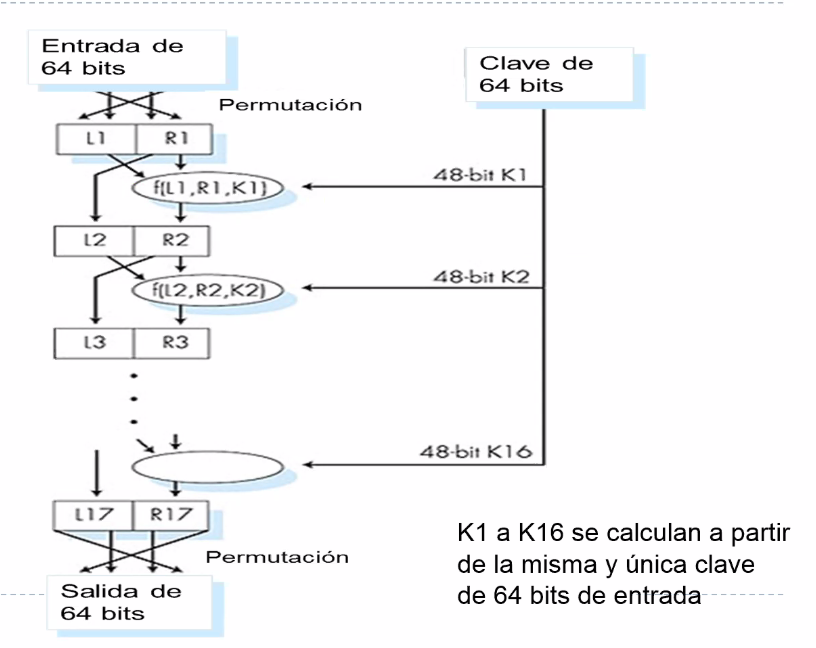 Entrada de
64 bits
Clave de
64 bits
Permutación
L1 R1
48-bit K1
f(L1,R1,K1)
L2 R2
48-bit K2
f(L2,R2,K2)
L3 R3
48-bit K16
L17 R17
Permutación
Salida de
64 bits
K1 a K16 se calculan a partir
de la misma y única clave
de 64 bits de entrada